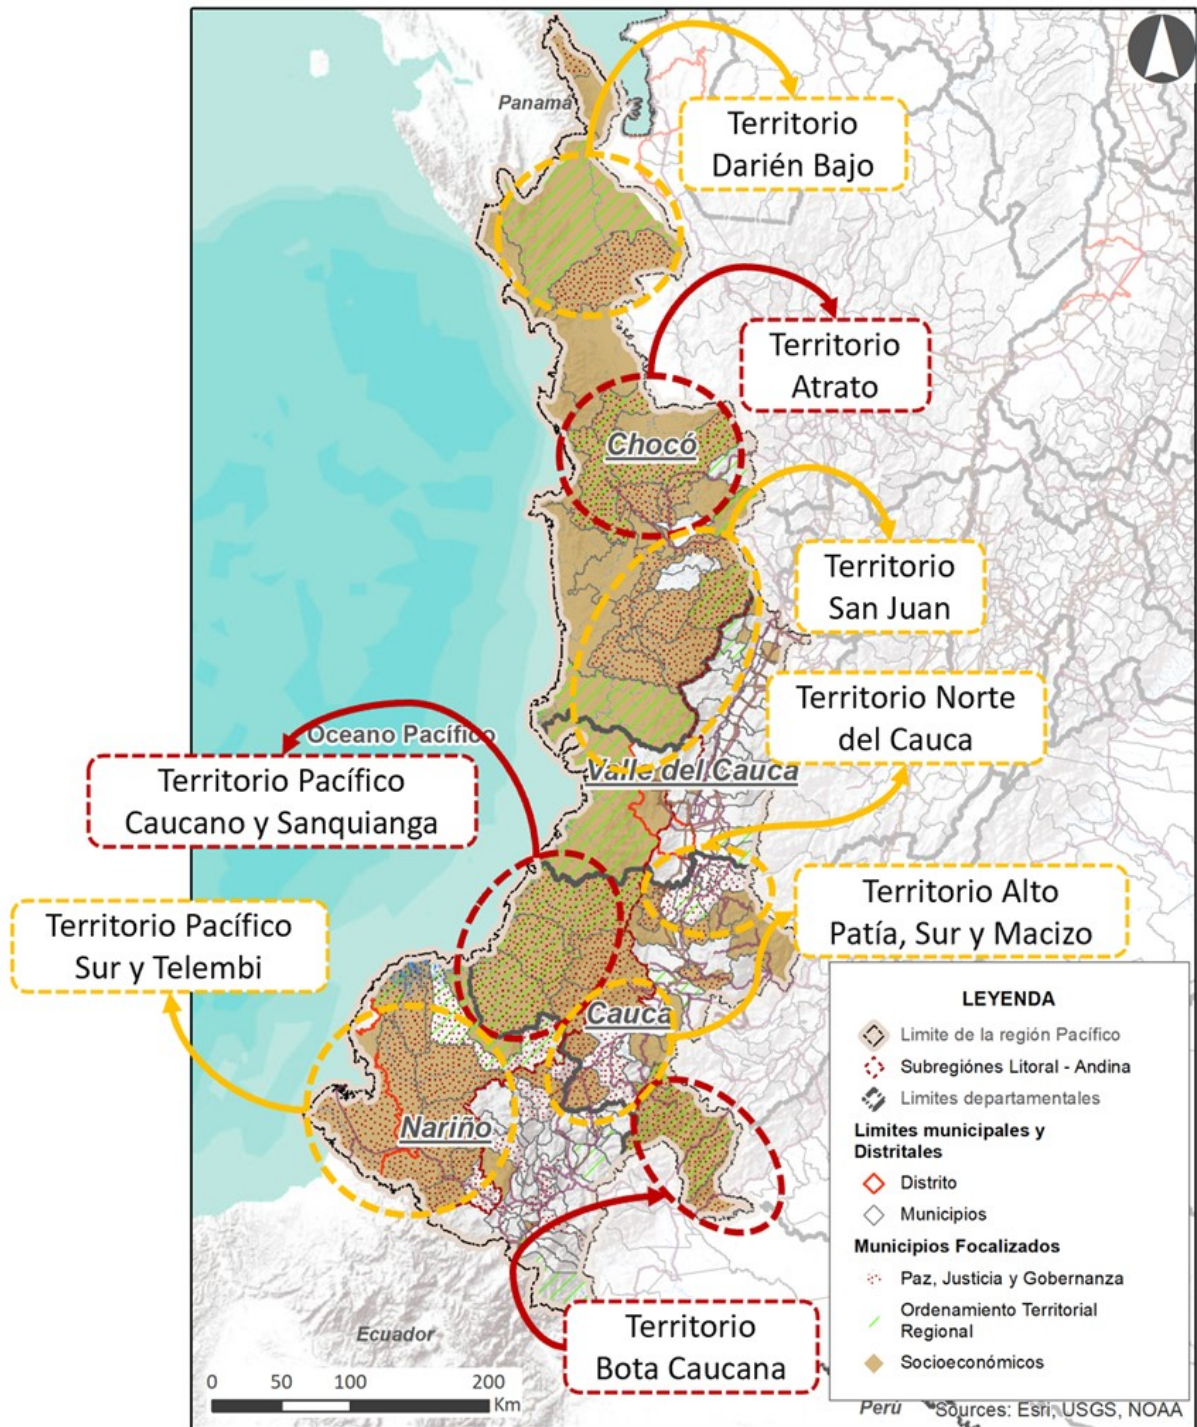 Panamá
Territorio
Darién Bajo
Territorio
Atrato
Chocó
Territorio
San Juan
Territorio Norte
del Cauca
Oceano Pacífico
Valle del Cauca
Territorio Pacífico
Caucano y Sanquianga
Territorio Alto
Patía, Sur y Macizo
Territorio Pacífico
Sur y Telembi
Cauca
Nariño
Territorio
Bota Caucana
Ecuador
Perú
0 50 100 200
Km
LEYENDA
Limite de la región Pacífico
Subregiónes Litoral - Andina
Limites departamentales
Limites municipales y
Distritales
Distrito
Municipios
Municipios Focalizados
Paz, Justicia y Gobernanza
Ordenamiento Territorial
Regional
Socioeconómicos
Sources: Esri, USGS, NOAA